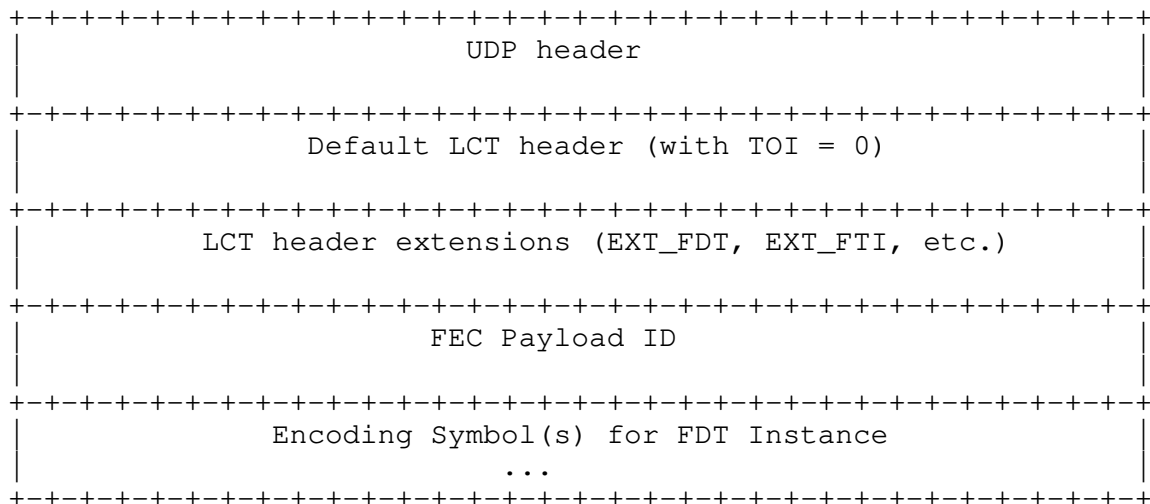 +-+-+-+-+-+-+-+-+-+-+-+-+-+-+-+-+-+-+-+-+-+-+-+-+-+-+-+-+-+-+-+-+
|                         UDP header                            |
|                                                               |
+-+-+-+-+-+-+-+-+-+-+-+-+-+-+-+-+-+-+-+-+-+-+-+-+-+-+-+-+-+-+-+-+
|                Default LCT header (with TOI = 0)              |
|                                                               |
+-+-+-+-+-+-+-+-+-+-+-+-+-+-+-+-+-+-+-+-+-+-+-+-+-+-+-+-+-+-+-+-+
|          LCT header extensions (EXT_FDT, EXT_FTI, etc.)       |
|                                                               |
+-+-+-+-+-+-+-+-+-+-+-+-+-+-+-+-+-+-+-+-+-+-+-+-+-+-+-+-+-+-+-+-+
|                       FEC Payload ID                          |
|                                                               |
+-+-+-+-+-+-+-+-+-+-+-+-+-+-+-+-+-+-+-+-+-+-+-+-+-+-+-+-+-+-+-+-+
|              Encoding Symbol(s) for FDT Instance              |
|                           ...                                 |
+-+-+-+-+-+-+-+-+-+-+-+-+-+-+-+-+-+-+-+-+-+-+-+-+-+-+-+-+-+-+-+-+